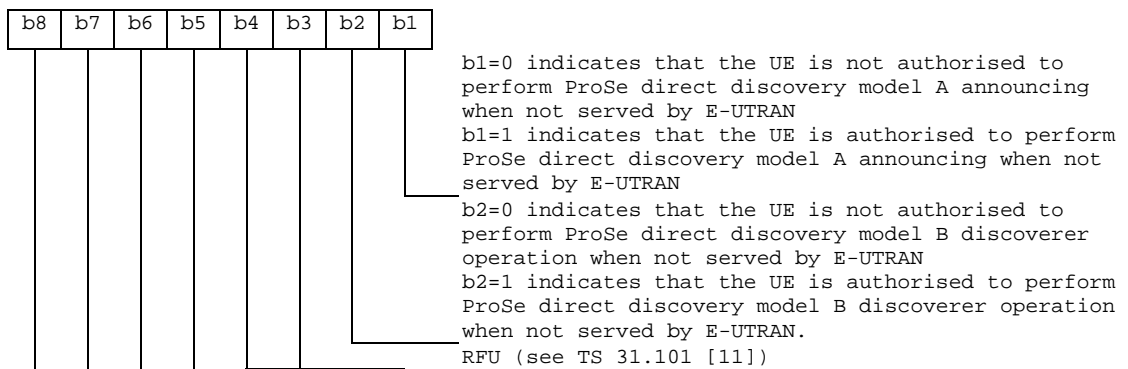 b8 b7 b6 b5 b4 b3 b2 b1
b1=0 indicates that the UE is not authorised to
perform ProSe direct discovery model A announcing
when not served by E-UTRAN
b1=1 indicates that the UE is authorised to perform
ProSe direct discovery model A announcing when not
served by E-UTRAN
b2=0 indicates that the UE is not authorised to
perform ProSe direct discovery model B discoverer
operation when not served by E-UTRAN
b2=1 indicates that the UE is authorised to perform
ProSe direct discovery model B discoverer operation
when not served by E-UTRAN.
RFU (see TS 31.101 [11])